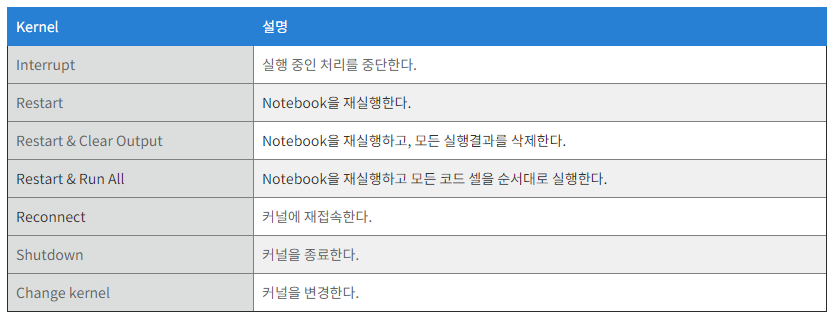 Kernel 설명
Interrupt 실행 중인 처리를 중단한다.
Restart Notebook을 재실행한다.
Restart & Clear Output Notebook을 재실행하고, 모든 실행결과를 삭제한다.
Restart & Run All Notebook을 재실행하고 모든 코드 셀을 순서대로 실행한다.
Reconnect 커널에 재접속한다.
Shutdown 커널을 종료한다.
Change kernel 커널을 변경한다.